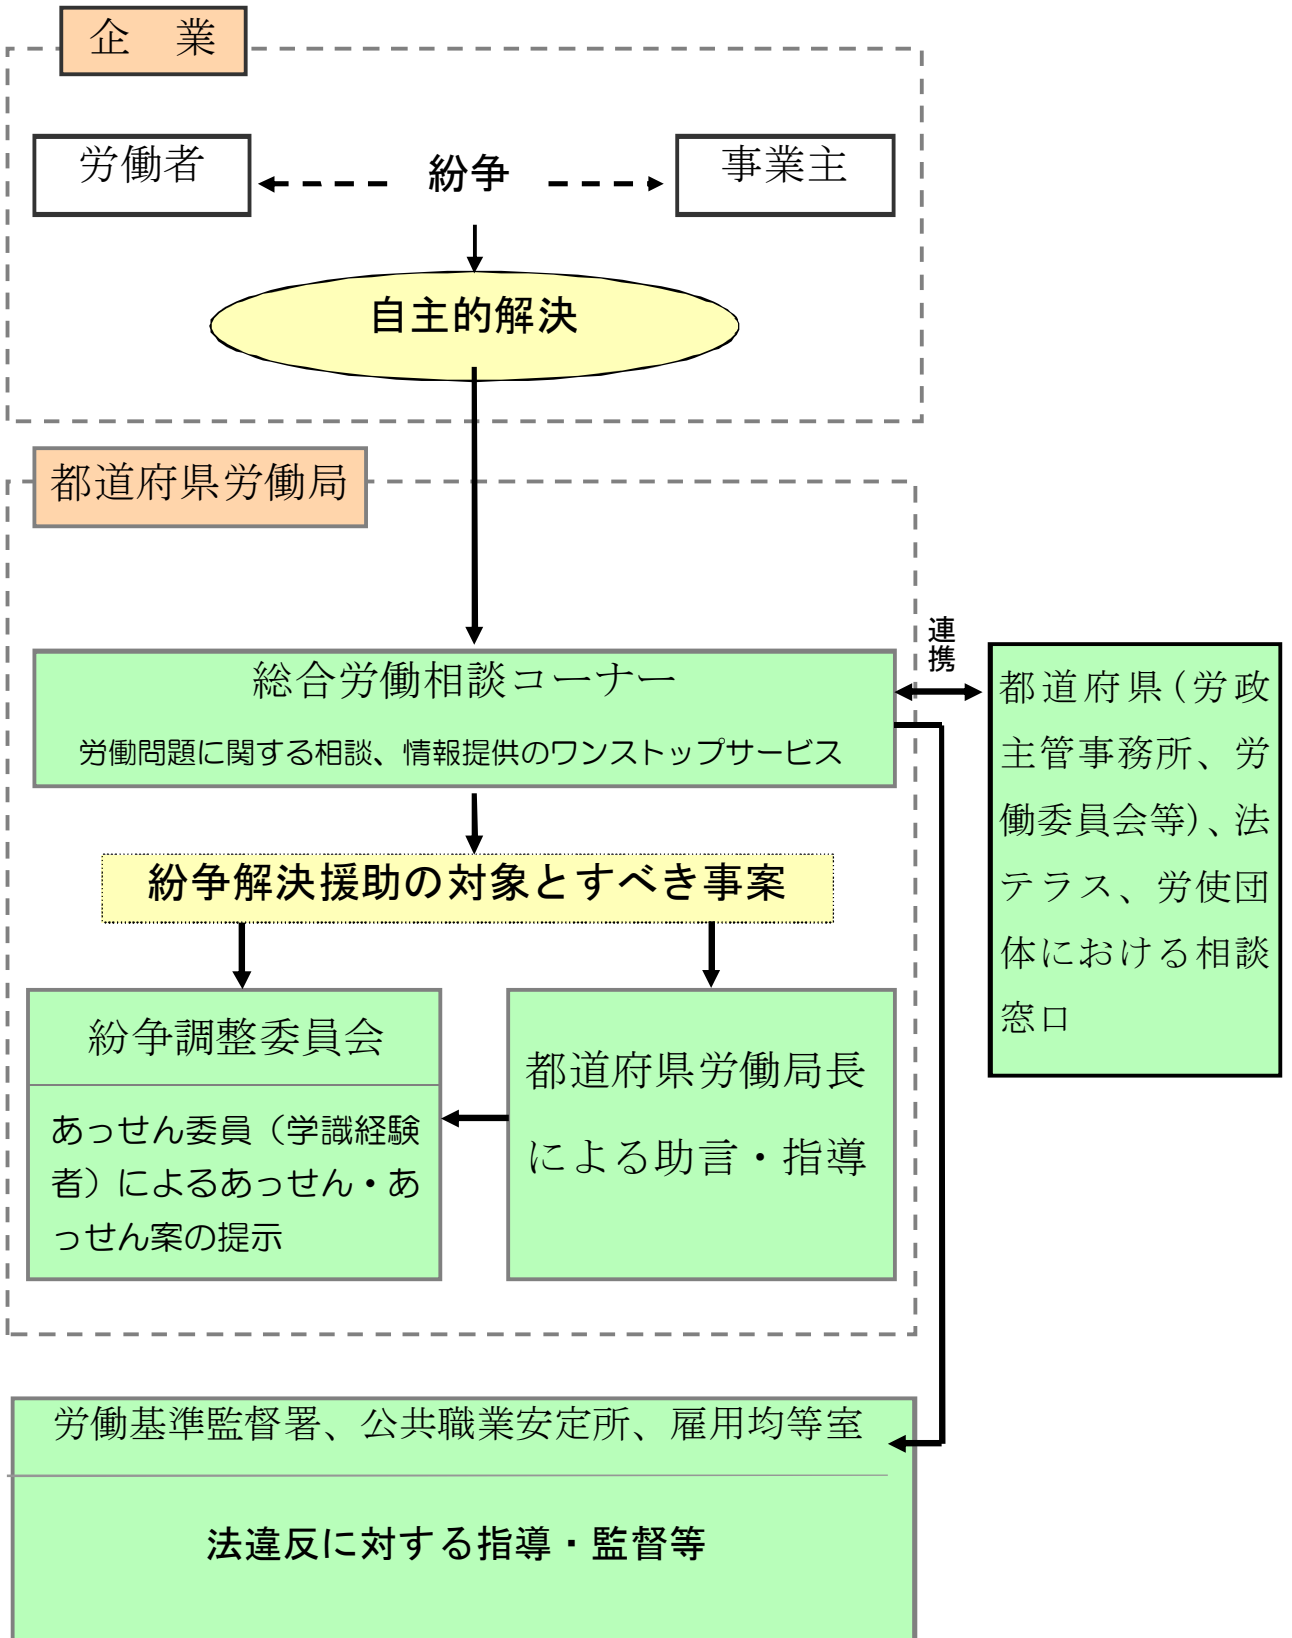 企　業
労働者
紛争
事業主
自主的解決
都道府県労働局
総合労働相談コーナー
労働問題に関する相談、情報提供のワンストップサービス
連携
都道府県（労政
主管事務所、労
働委員会等）、法
テラス、労使団
体における相談
窓口
紛争解決援助の対象とすべき事案
紛争調整委員会
あっせん委員（学識経験
者）によるあっせん・あ
っせん案の提示
都道府県労働局長
による助言・指導
労働基準監督署、公共職業安定所、雇用均等室
法違反に対する指導・監督等